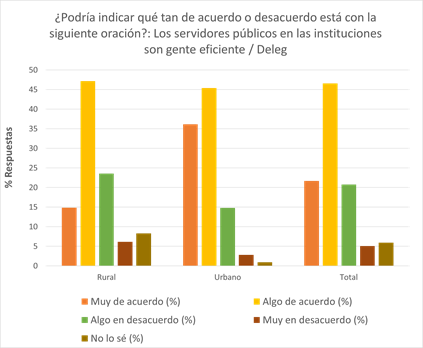 ¿Podría indicar qué tan de acuerdo o desacuerdo está con la
siguiente oración?: Los servidores públicos en las instituciones
son gente eficiente / Deleg
% Respuestas
50
45
40
35
30
25
20
15
10
5
0
Rural Urbano Total
Muy de acuerdo (%) Algo de acuerdo (%)
Algo en desacuerdo (%) Muy en desacuerdo (%)
No lo sé (%)